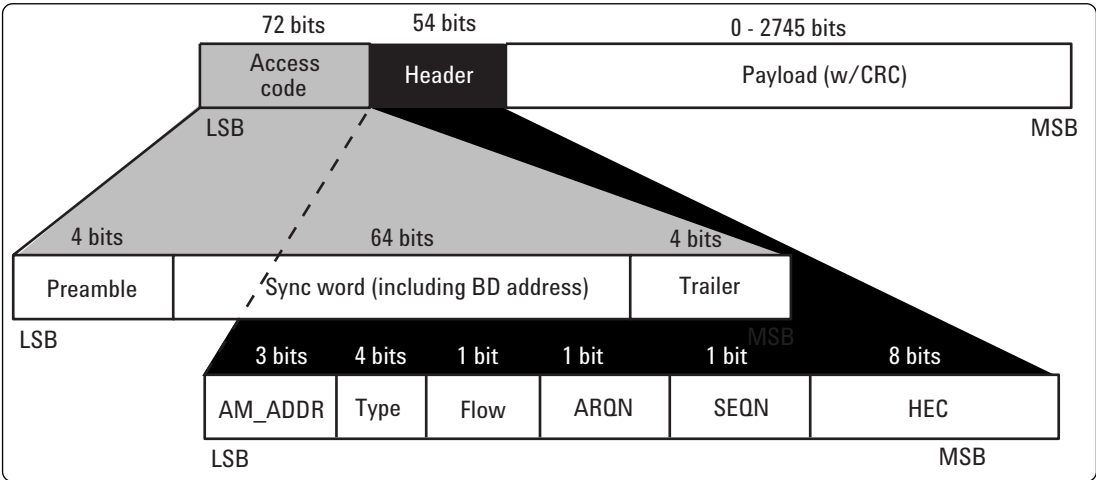 72 bits 54 bits 0 - 2745 bits
Access
code
Header
Payload (w/CRC)
LSB MSB
4 bits 64 bits 4 bits
Preamble Sync word (including BD address) Trailer
LSB MSB
3 bits 4 bits 1 bit 1 bit 1 bit 8 bits
AM_ADDR Type Flow ARQN SEQN HEC
LSB MSB